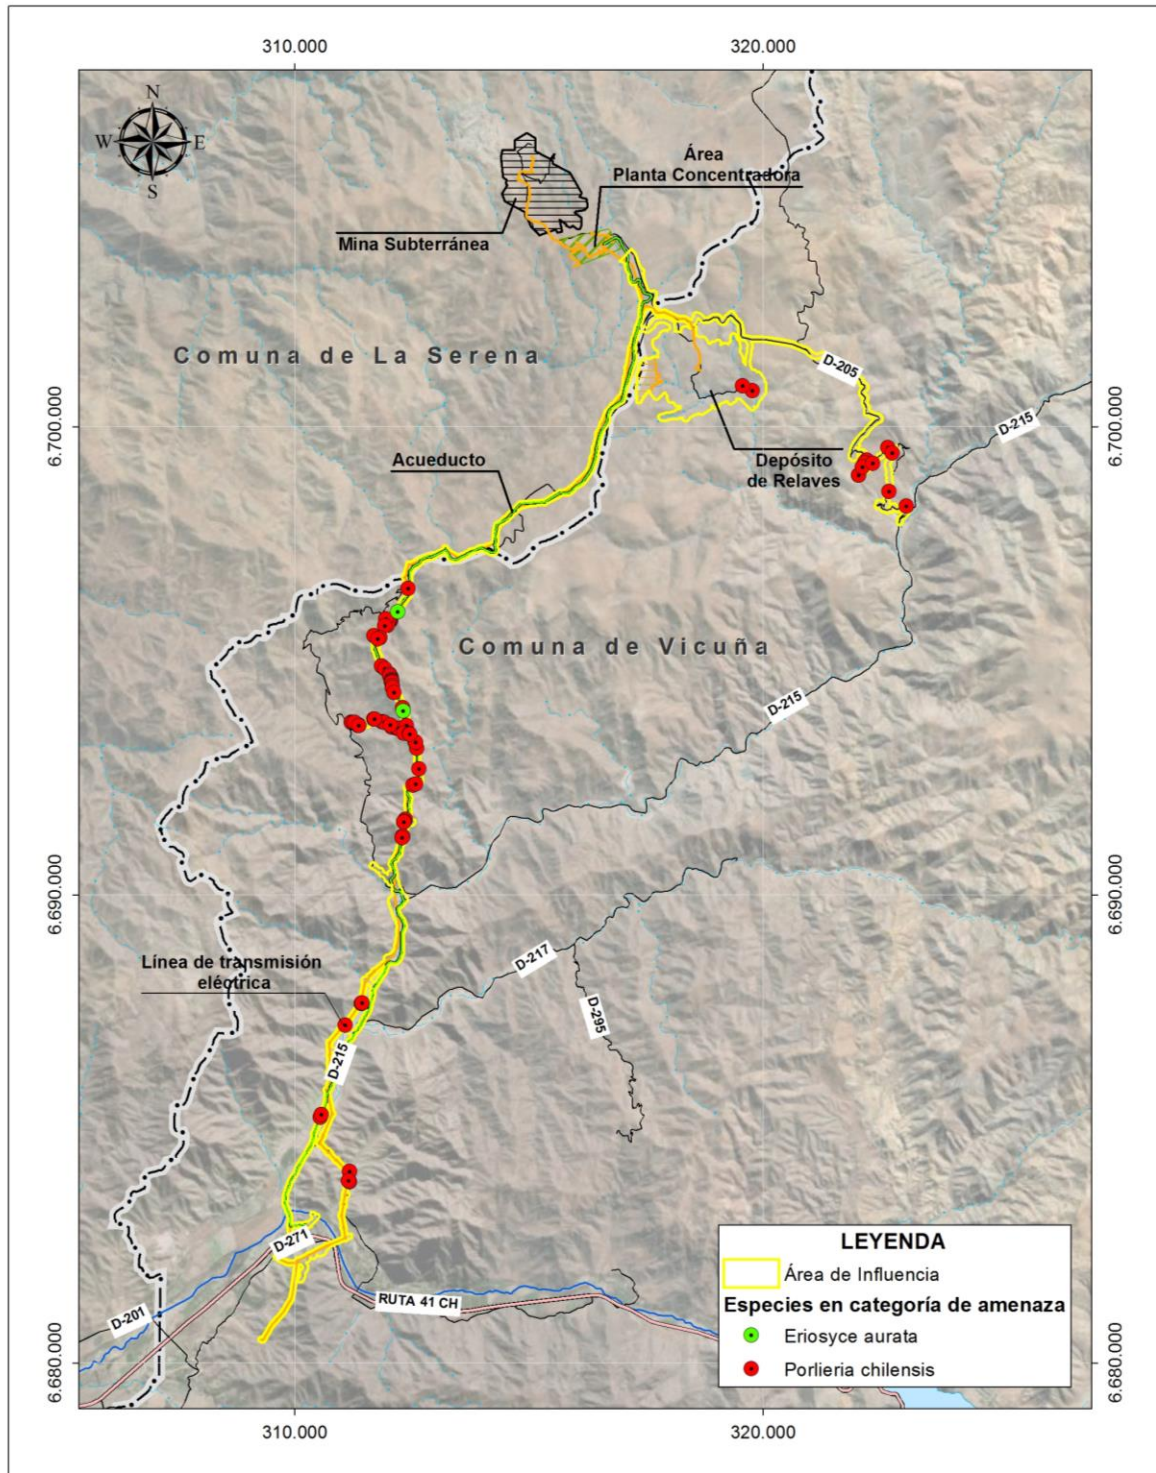 310.000
320.000
N
W
E
S
Área
Planta Concentradora
Mina Subterránea
Comuna de La Serena
D-205
6.700.000
D-215
6.700.000
Acueducto
Depósito
de Relaves
Comuna de Vicuña
D-215
6.690.000
6.690.000
Línea de transmisión
eléctrica
D-217
D-295
D-215
D-271
LEYENDA
Área de Influencia
RUTA 41 CH
Especies en categoría de amenaza
D-201
Eriosyce aurata
6.680.000
Porlieria chilensis
6.680.000
310.000
320.000